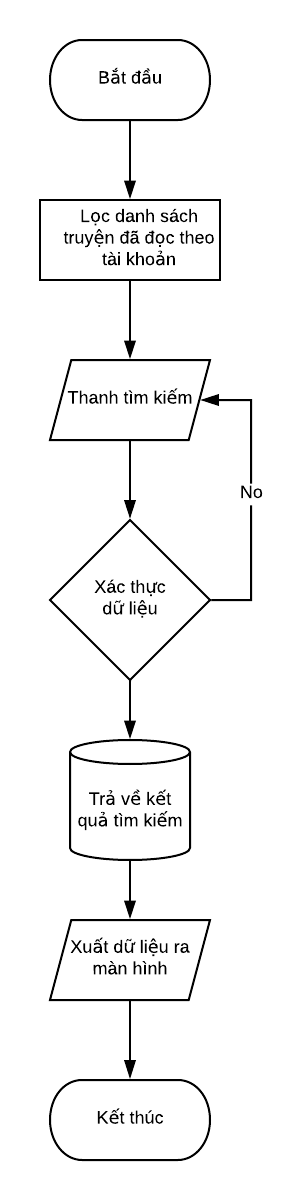 Bắt đầu
Lọc danh sách
truyện đã đọc theo
tài khoản
Thanh tìm kiếm
No
Xác thực
dữ liệu
Trả về kết
quả tìm kiếm
Xuất dữ liệu ra
màn hình
Kết thúc